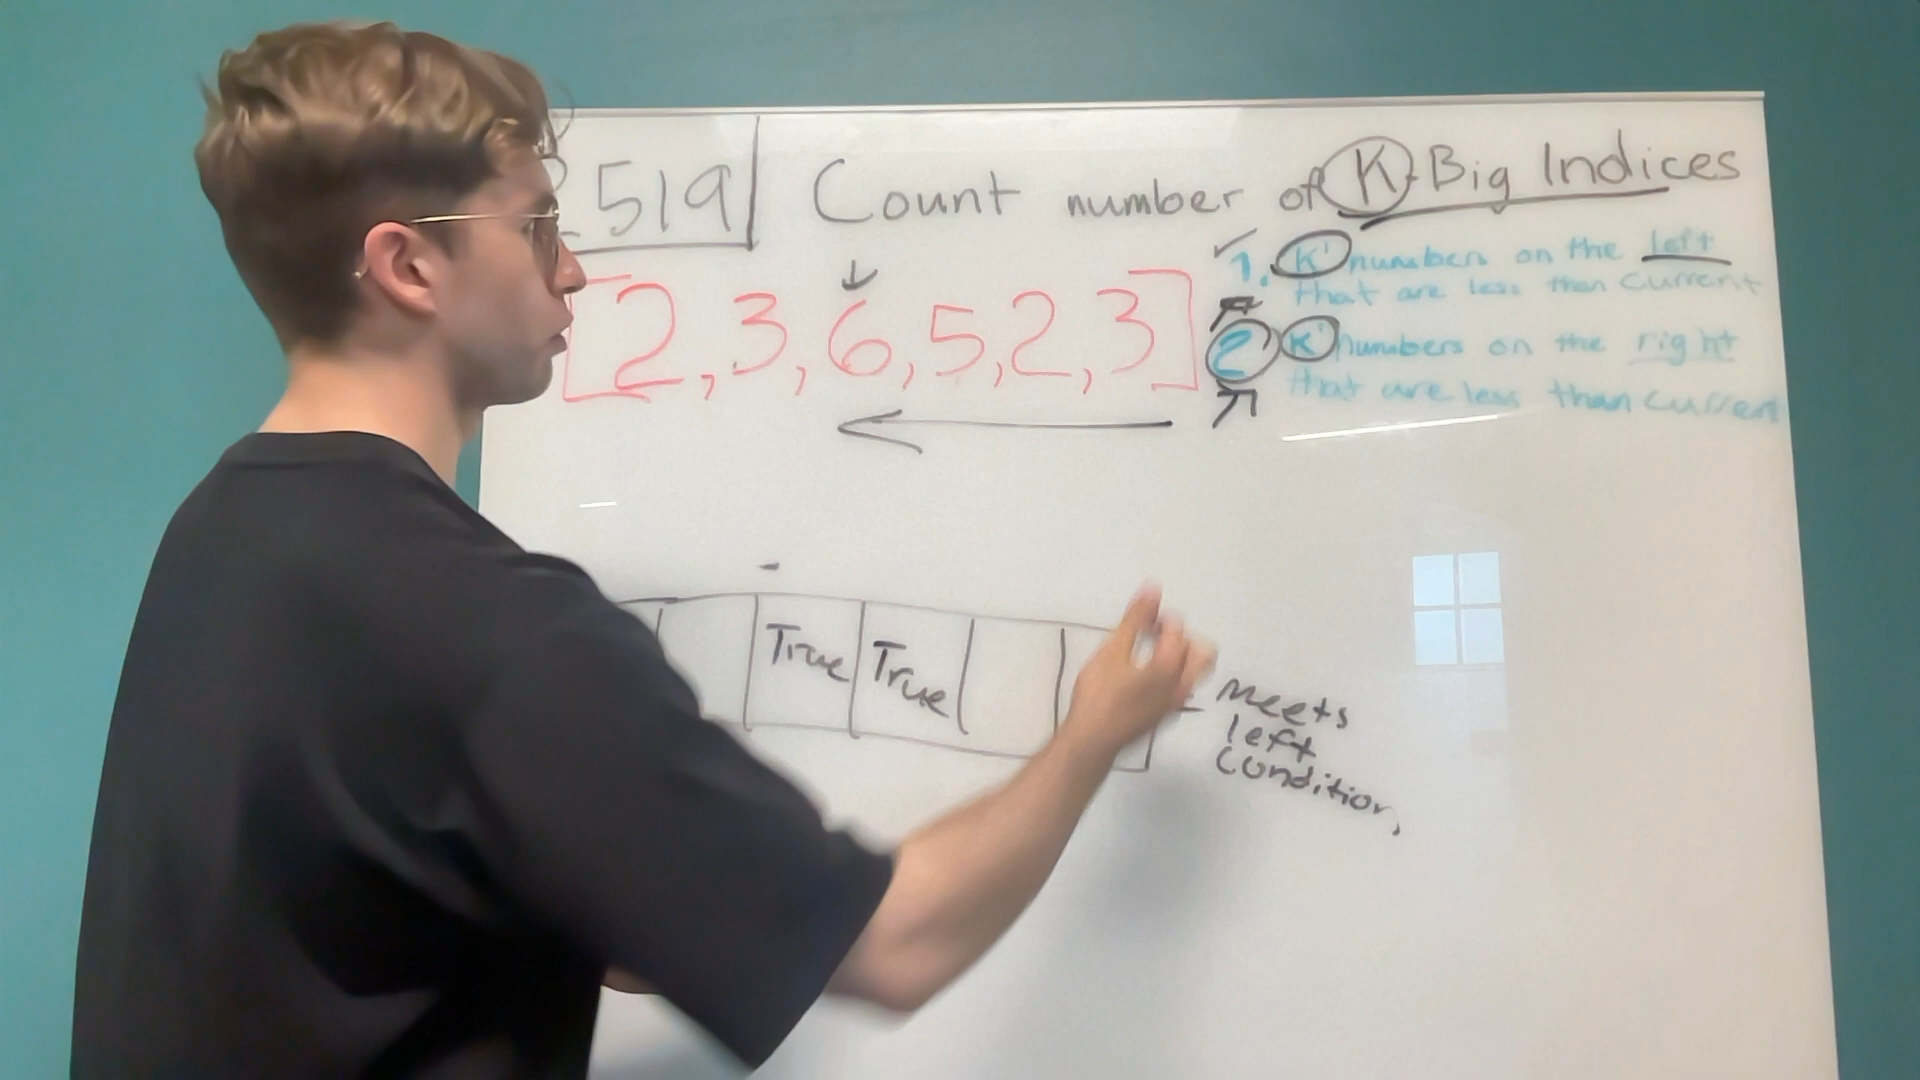 2519 Count number of K-Big Indices
[2,3,6,5,2,3]
1. 'K' numbers on the left
that are less than current
2 'K' numbers on the right
that are less than current
True True
meets
left
condition,